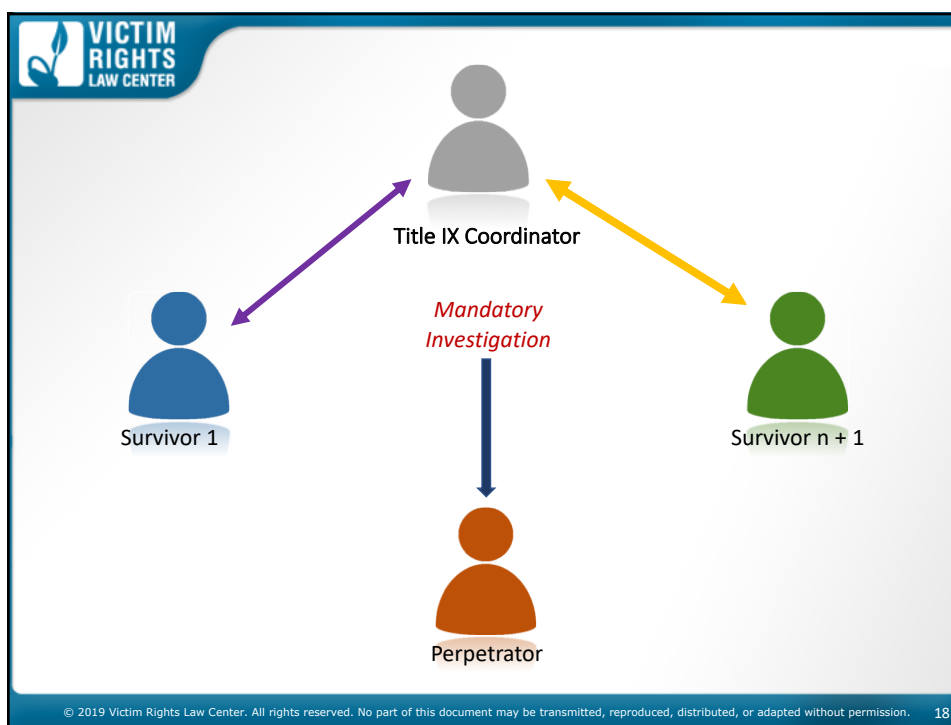 VICTIM
RIGHTS
LAW CENTER
Title IX Coordinator
Mandatory
Investigation
Survivor 1
Survivor n + 1
Perpetrator
© 2019 Victim Rights Law Center. All rights reserved. No part of this document may be transmitted, reproduced, distributed, or adapted without permission.